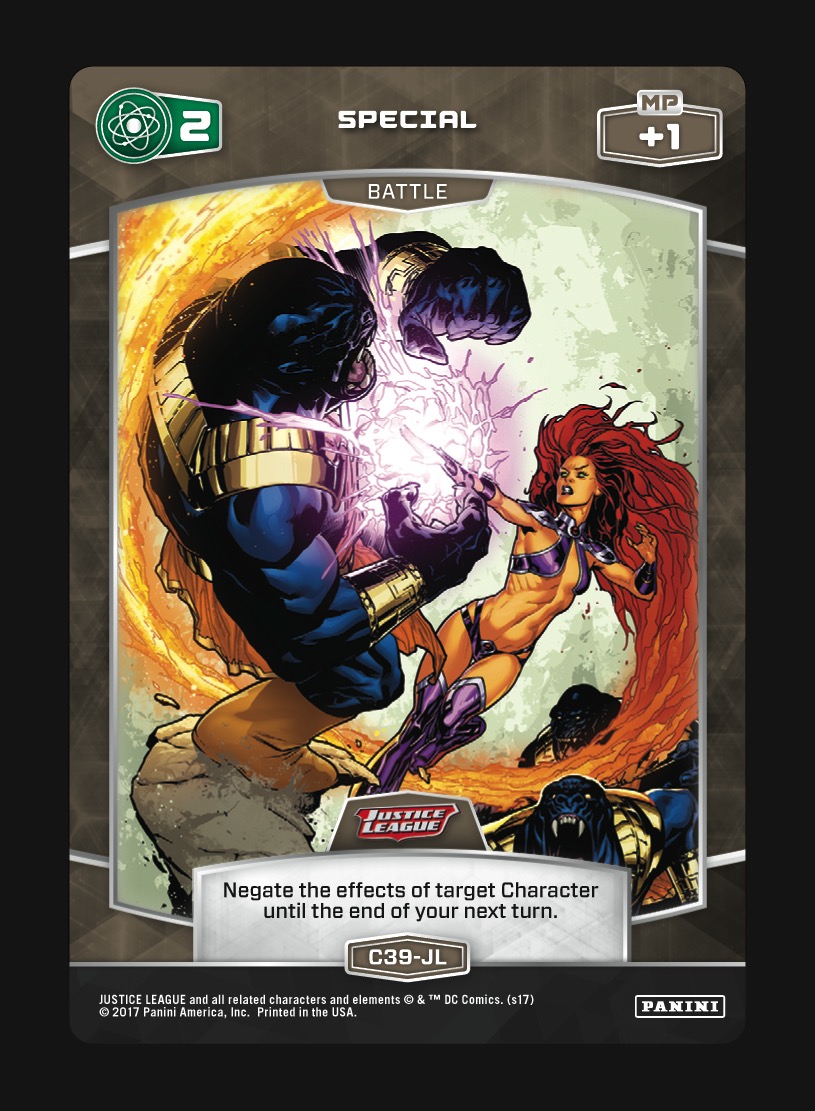 2
SPECIAL
MP
+1
BATTLE
JUSTICE
LEAGUE
Negate the effects of target Character
until the end of your next turn.
C39-JL
JUSTICE LEAGUE and all related characters and elements © & ™ DC Comics. (s17)
© 2017 Panini America, Inc. Printed in the USA.
PANINI